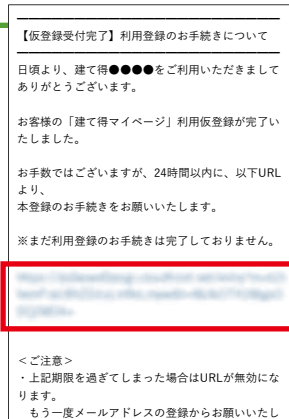 【仮登録受付完了】利用登録のお手続きについて
日頃より、建て得●●●●をご利用いただきまして
ありがとうございます。
お客様の「建て得マイページ」利用仮登録が完了い
たしました。
お手数ではございますが、24時間以内に、以下URL
より、
本登録のお手続きをお願いいたします。
※まだ利用登録のお手続きは完了しておりません。
＜ご注意＞
・上記期限を過ぎてしまった場合はURLが無効にな
ります。
もう一度メールアドレスの登録からお願いいたし